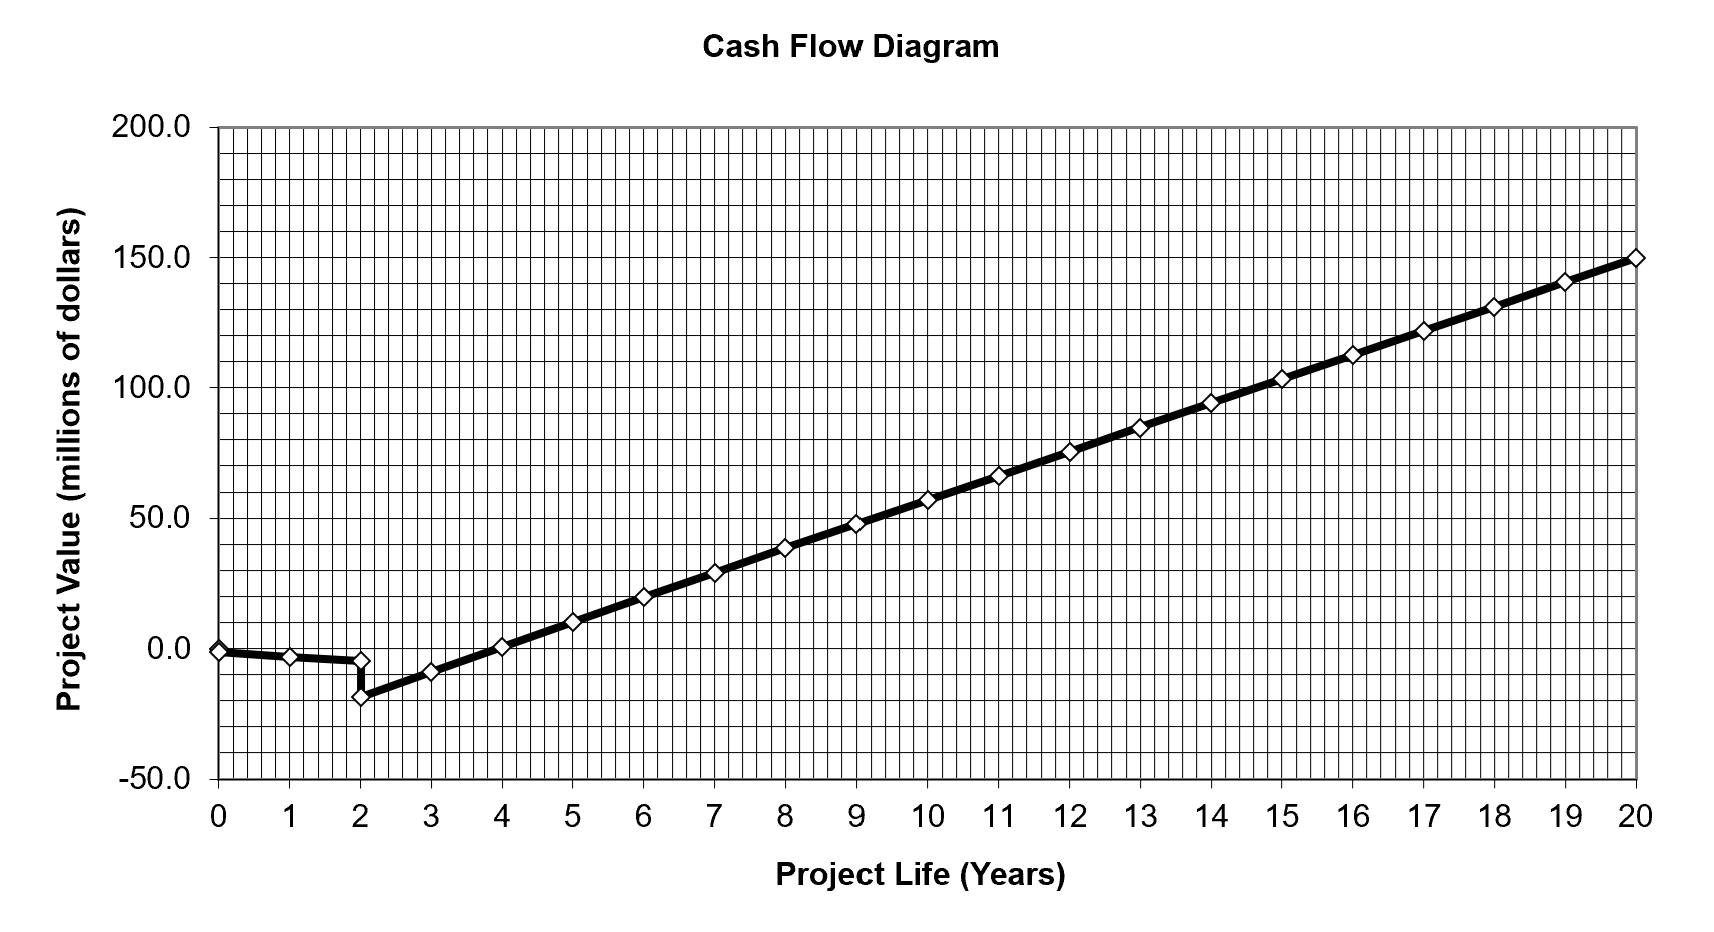 Cash Flow Diagram
Project Value (millions of dollars)
200.0
150.0
100.0
50.0
0.0
-50.0
0 1 2 3 4 5 6 7 8 9 10 11 12 13 14 15 16 17 18 19 20
Project Life (Years)